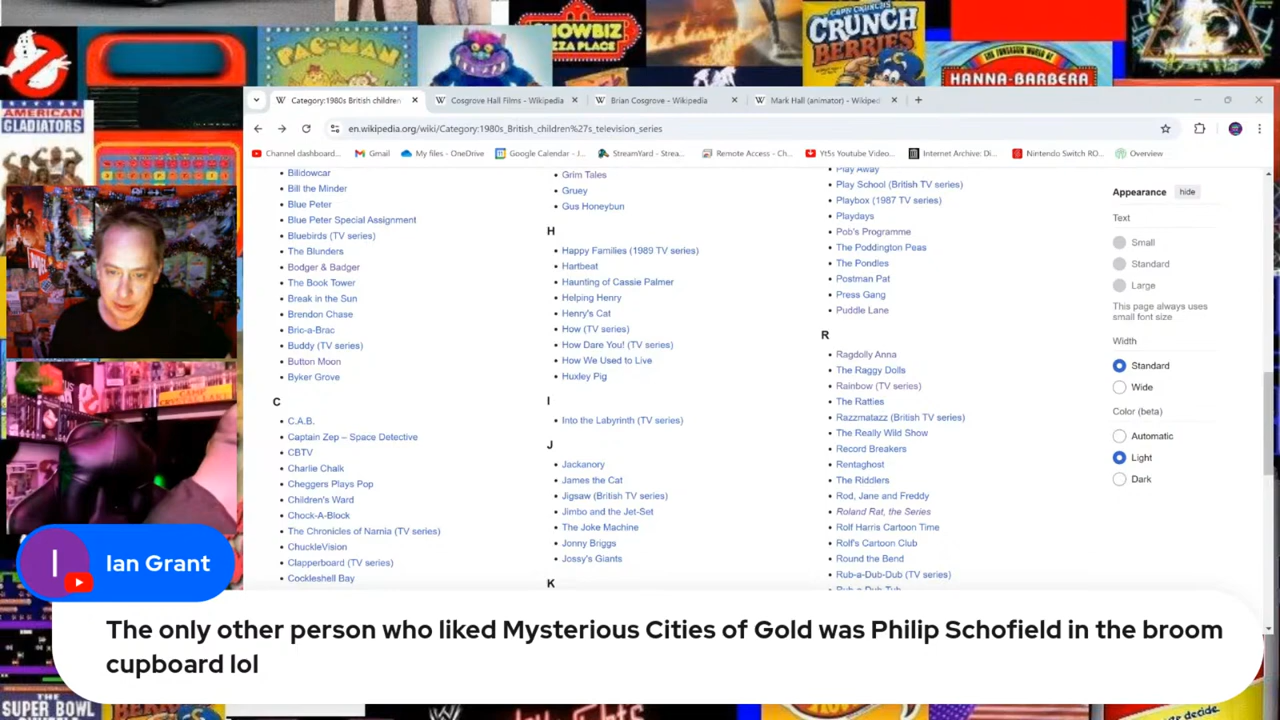 SHOWBIZ
PIZZA PLACE
PAC-MAN
CAP'N CRUNCH'S
CRUNCH
BERRIES
HANNA-BARBERA
AMERICAN
GLADIATORS
Category:1980s British children
Cosgrove Hall Films - Wikipedia
Brian Cosgrove - Wikipedia
Mark Hall (animator) - Wikiped
en.wikipedia.org/wiki/Category:1980s_British_children%27s_television_series
Channel dashboard...
Gmail
My files - OneDrive
Google Calendar - J...
StreamYard - Strea...
Remote Access - Ch...
Yt5s Youtube Video...
Internet Archive: Di...
Nintendo Switch RO...
Overview
Bilidowcar
Bill the Minder
Blue Peter
Blue Peter Special Assignment
Bluebirds (TV series)
The Blunders
Bodger & Badger
The Book Tower
Break in the Sun
Brendon Chase
Bric-a-Brac
Buddy (TV series)
Button Moon
Byker Grove
C
C.A.B.
Captain Zep – Space Detective
CBTV
Charlie Chalk
Cheggers Plays Pop
Children's Ward
Chock-A-Block
The Chronicles of Narnia (TV series)
ChuckleVision
Clapperboard (TV series)
Cockleshell Bay
Grim Tales
Gruey
Gus Honeybun
H
Happy Families (1989 TV series)
Hartbeat
Haunting of Cassie Palmer
Helping Henry
Henry's Cat
How (TV series)
How Dare You! (TV series)
How We Used to Live
Huxley Pig
I
Into the Labyrinth (TV series)
J
Jackanory
James the Cat
Jigsaw (British TV series)
Jimbo and the Jet-Set
The Joke Machine
Jonny Briggs
Jossy's Giants
K
Play Away
Play School (British TV series)
Playbox (1987 TV series)
Playdays
Pob's Programme
The Poddington Peas
The Pondles
Postman Pat
Press Gang
Puddle Lane
R
Ragdolly Anna
The Raggy Dolls
Rainbow (TV series)
The Ratties
Razzmatazz (British TV series)
The Really Wild Show
Record Breakers
Rentaghost
The Riddlers
Rod, Jane and Freddy
Roland Rat, the Series
Rolf Harris Cartoon Time
Rolf's Cartoon Club
Round the Bend
Rub-a-Dub-Dub (TV series)
Rub-a-Dub-Tub
Appearance hide
Text
Small
Standard
Large
This page always uses
small font size
Width
Standard
Wide
Color (beta)
Automatic
Light
Dark
I
Ian Grant
The only other person who liked Mysterious Cities of Gold was Philip Schofield in the broom
cupboard lol
THE
SUPER BOWL
decide.